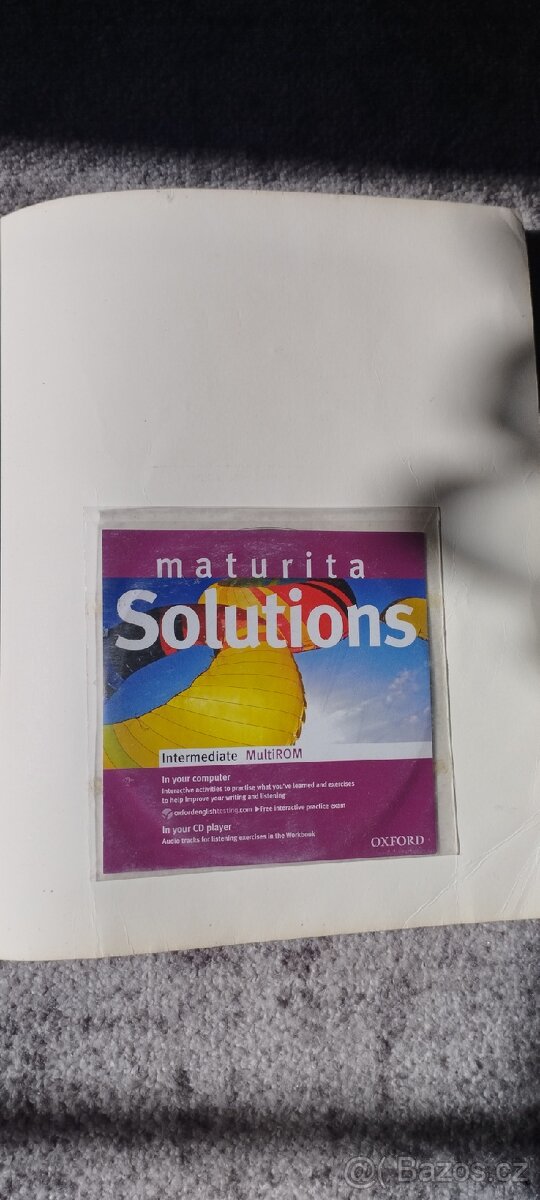 maturita
Solutions
Intermediate MultiROM
In your computer
Interactive activities to practise what you've learned and exercises
to help improve your writing and listening
oxfordenglishtesting.com ▶ Free interactive practice exam
In your CD player
Audio tracks for listening exercises in the Workbook
OXFORD
@ Bazos.cz